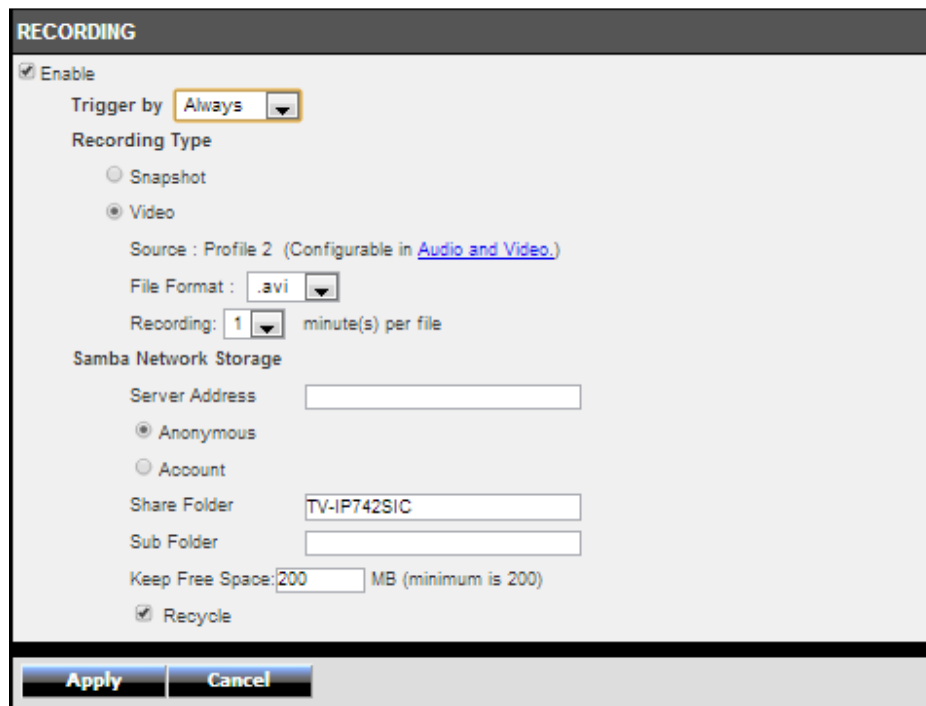 RECORDING
Enable
Trigger by Always
Recording Type
Snapshot
Video
Source : Profile 2 (Configurable in Audio and Video.)
File Format : .avi
Recording: 1 minute(s) per file
Samba Network Storage
Server Address
Anonymous
Account
Share Folder TV-IP742SIC
Sub Folder
Keep Free Space: 200 MB (minimum is 200)
Recycle
Apply Cancel